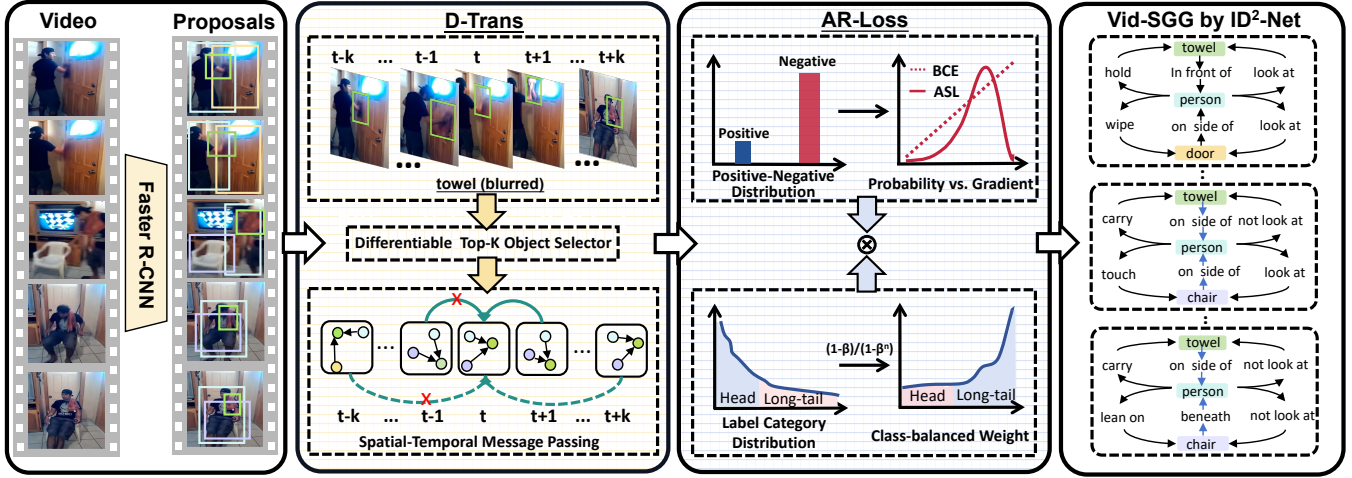 Video
Proposals
Faster R-CNN
D-Trans
t-k ... t-1 t t+1 ... t+k
...
...
towel (blurred)
Differentiable Top-K Object Selector
X
... ...
X
t-k ... t-1 t t+1 ... t+k
Spatial-Temporal Message Passing
AR-Loss
Negative
Positive
Positive-Negative
Distribution
BCE
ASL
Probability vs. Gradient
⊗
(1-β)/(1-βⁿ)
Head Long-tail
Label Category
Distribution
Head Long-tail
Class-balanced Weight
Vid-SGG by ID²-Net
towel
hold In front of look at
person
wipe on side of look at
door
towel
carry on side of not look at
person
touch on side of look at
chair
towel
carry on side of not look at
person
lean on beneath not look at
chair